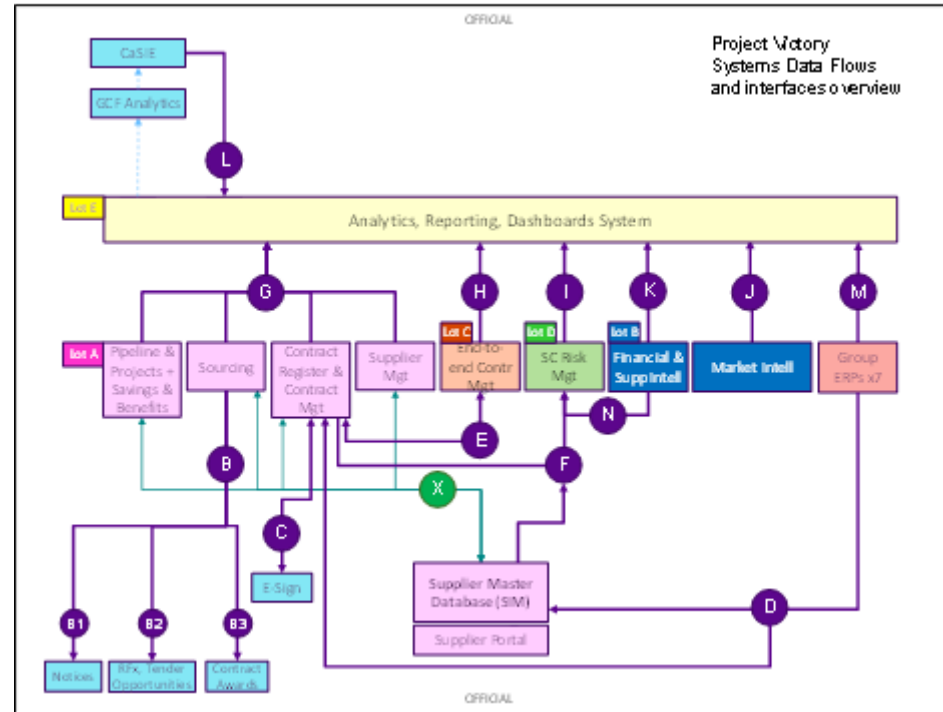 OFFICIAL
Project Victory
Systems Data Flows
and interfaces overview
CaSIE
GCF Analytics
L
Lot E
Analytics, Reporting, Dashboards System
G
H
I
K
J
M
Lot A
Lot C
Lot D
Lot B
Pipeline &
Projects +
Savings &
Benefits
Sourcing
Contract
Register &
Contract
Mgt
Supplier
Mgt
End-to-
end Contr
Mgt
SC Risk
Mgt
Financial &
Supp Intell
Market Intell
Group
ERPs x7
N
E
B
F
X
C
E-Sign
Supplier Master
Database (SIM)
Supplier Portal
D
B1
B2
B3
Notices
RFx, Tender
Opportunities
Contract
Awards
OFFICIAL